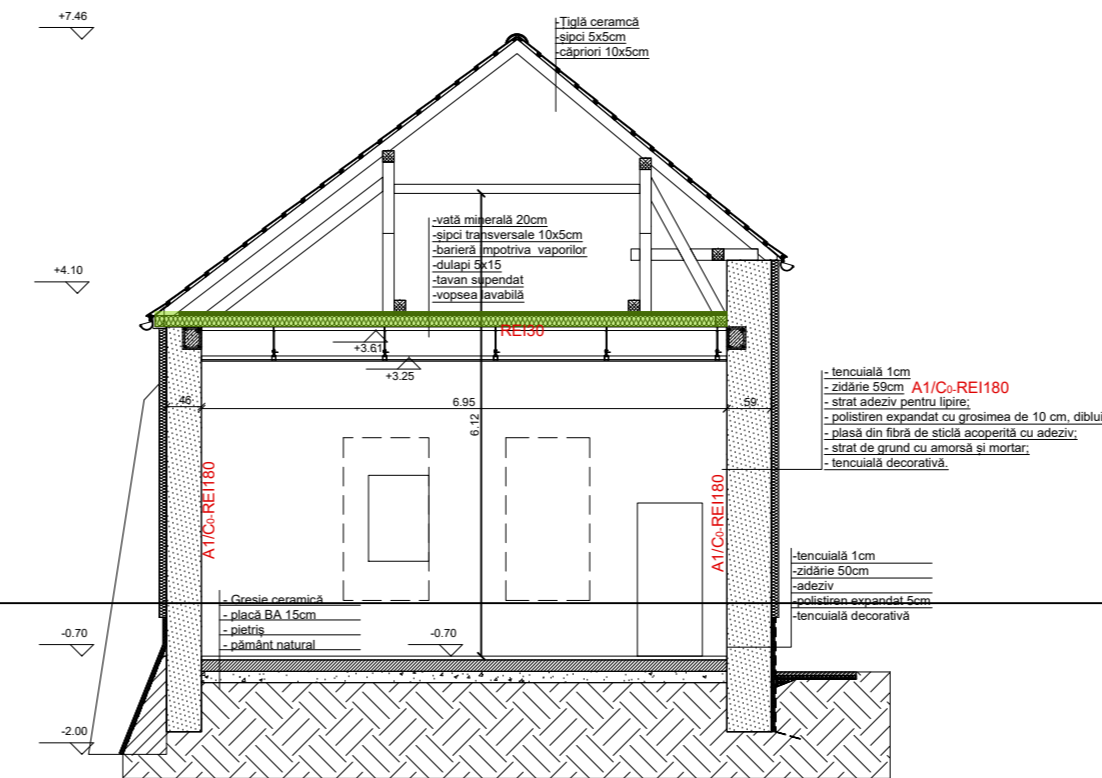 +7.46
-Țiglă ceramcă
-șipci 5x5cm
-căpriori 10x5cm
-vată minerală 20cm
-șipci transversale 10x5cm
-barieră împotriva vaporilor
-dulapi 5x15
-tavan supendat
-vopsea lavabilă
+4.10
REI30
+3.61
+3.25
- tencuială 1cm
- zidărie 59cm A1/C0-REI180
- strat adeziv pentru lipire;
- polistiren expandat cu grosimea de 10 cm, diblui
- plasă din fibră de sticlă acoperită cu adeziv;
- strat de grund cu amorsă și mortar;
- tencuială decorativă.
.46
6.95
.59
6.12
A1/C0-REI180
A1/C0-REI180
-tencuială 1cm
-zidărie 50cm
-adeziv
-polistiren expandat 5cm
-tencuială decorativă
- Gresie ceramică
- placă BA 15cm
- pietriș
- pământ natural
-0.70
-0.70
-2.00